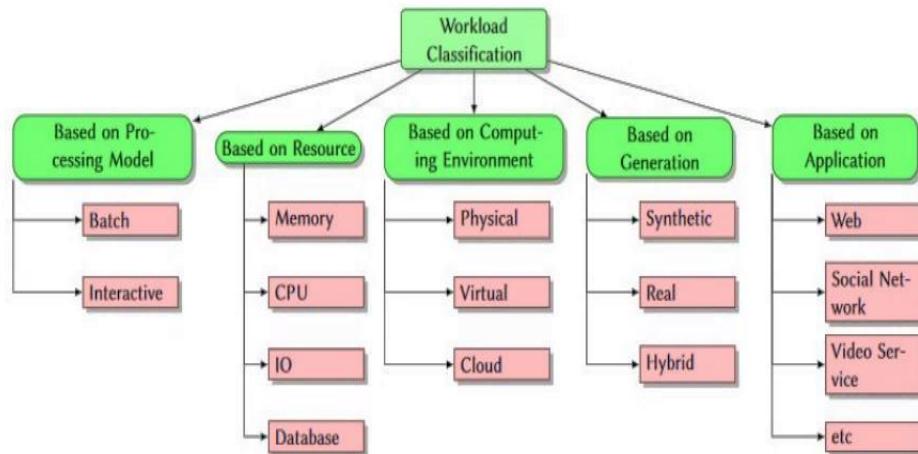 Workload
Classification
Based on Pro-
cessing Model
Batch
Interactive
Based on Resource
Memory
CPU
IO
Database
Based on Comput-
ing Environment
Physical
Virtual
Cloud
Based on
Generation
Synthetic
Real
Hybrid
Based on
Application
Web
Social Net-
work
Video Ser-
vice
etc